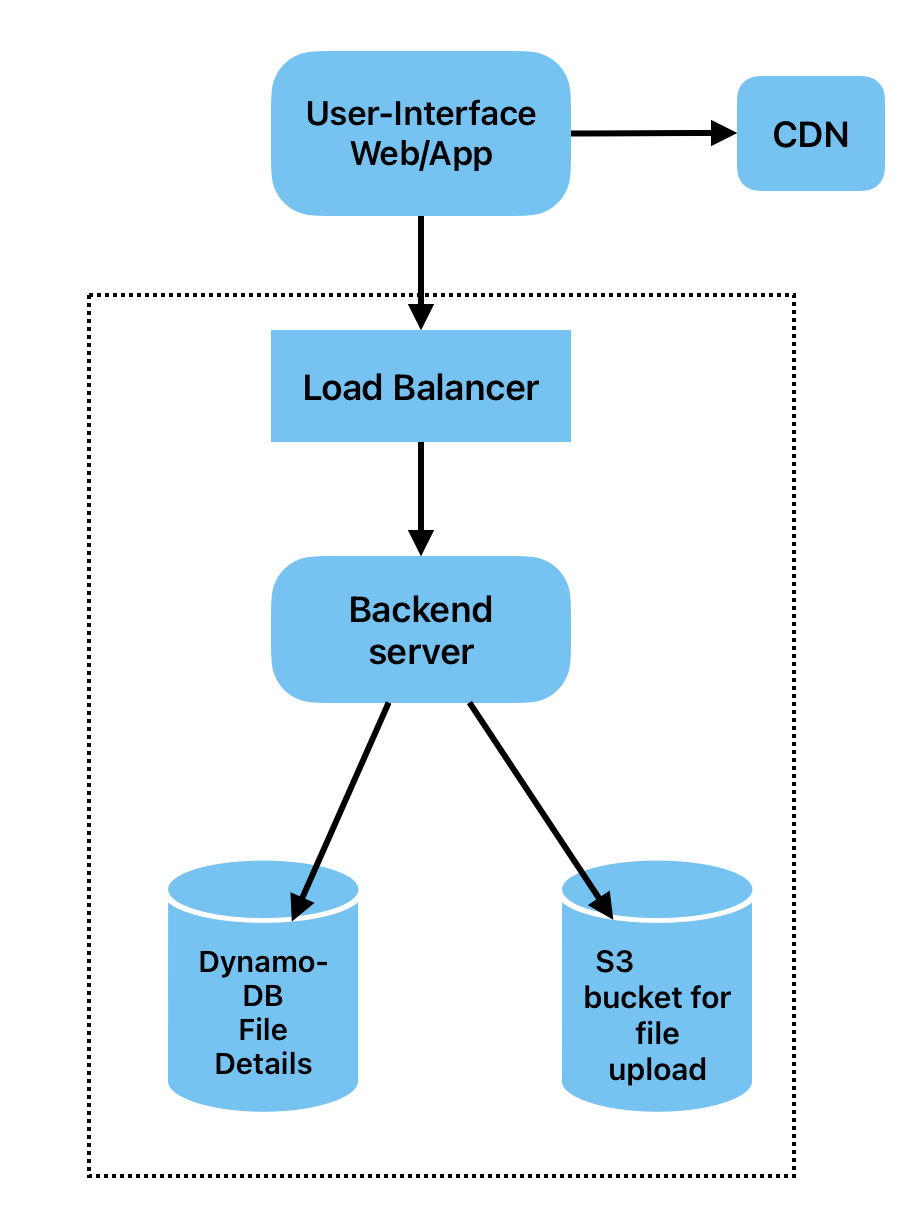 User-Interface
Web/App
CDN
Load Balancer
Backend
server
Dynamo-
DB
File
Details
S3
bucket for
file
upload